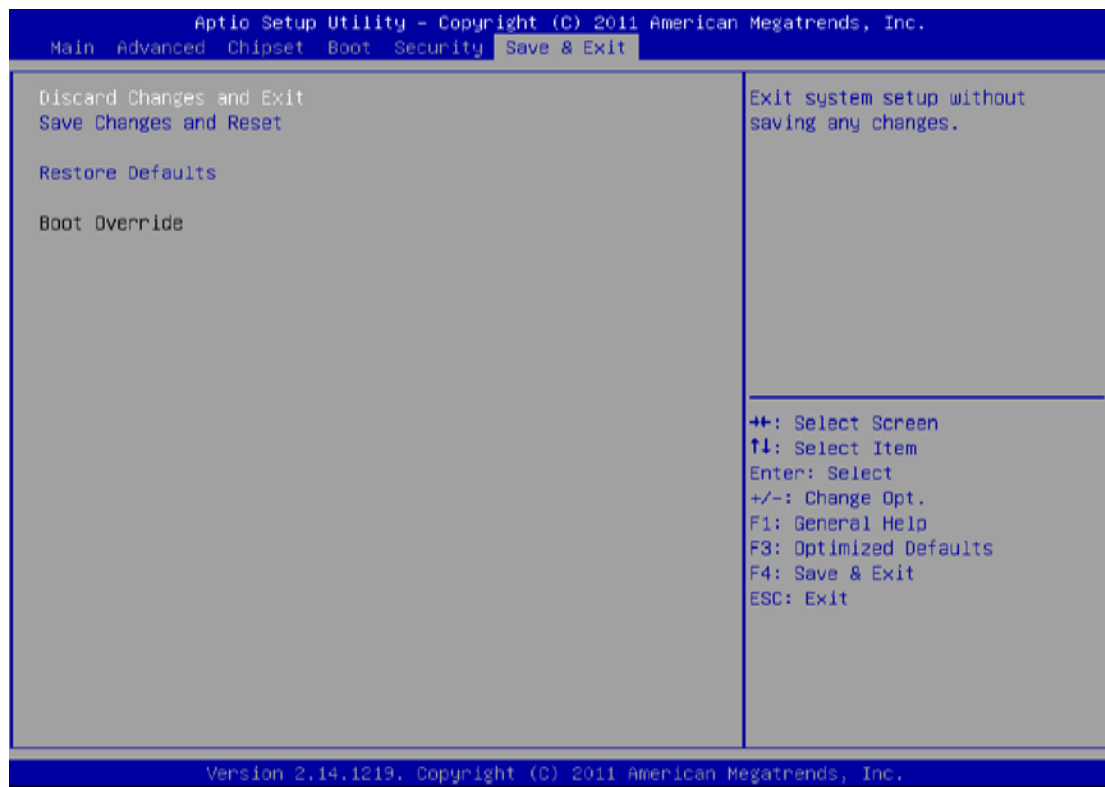 Aptio Setup Utility – Copyright (C) 2011 American Megatrends, Inc.
Main Advanced Chipset Boot Security Save & Exit
Discard Changes and Exit
Save Changes and Reset
Restore Defaults
Boot Override
Exit system setup without
saving any changes.
→←: Select Screen
↑↓: Select Item
Enter: Select
+/-: Change Opt.
F1: General Help
F3: Optimized Defaults
F4: Save & Exit
ESC: Exit
Version 2.14.1219. Copyright (C) 2011 American Megatrends, Inc.